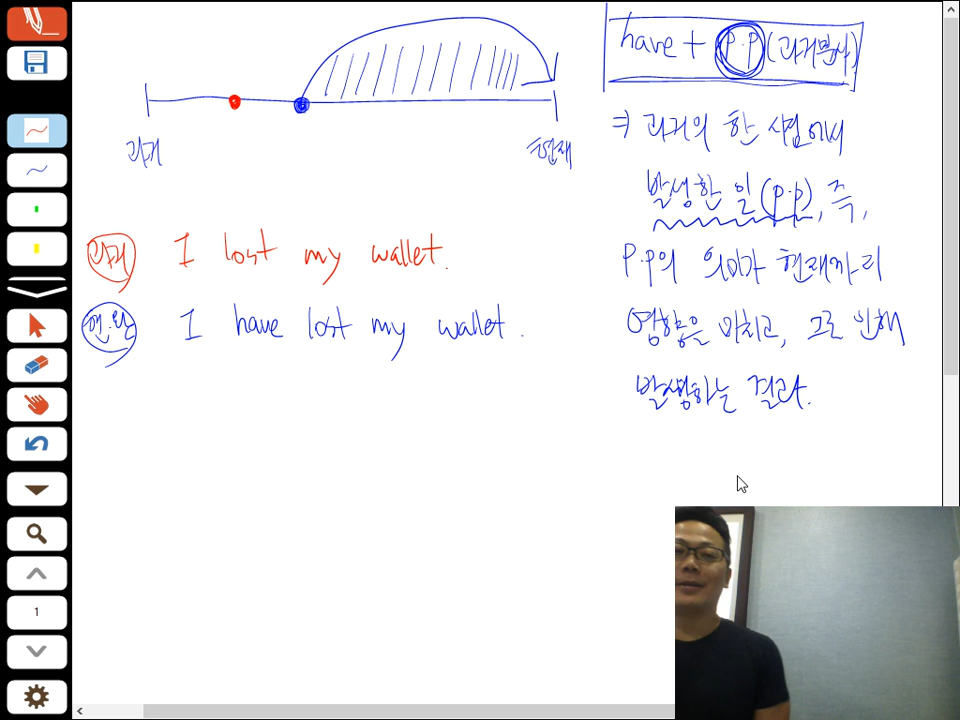 have + p.p (과거분사)
과거
현재
⇒ 과거의 한 시점에서
발생한 일 (p.p), 즉,
P.p의 의미가 현재까지
영향을 미치고, 그로 인해
발생하는 결과.
과거 I lost my wallet.
현.완 I have lost my wallet.
1